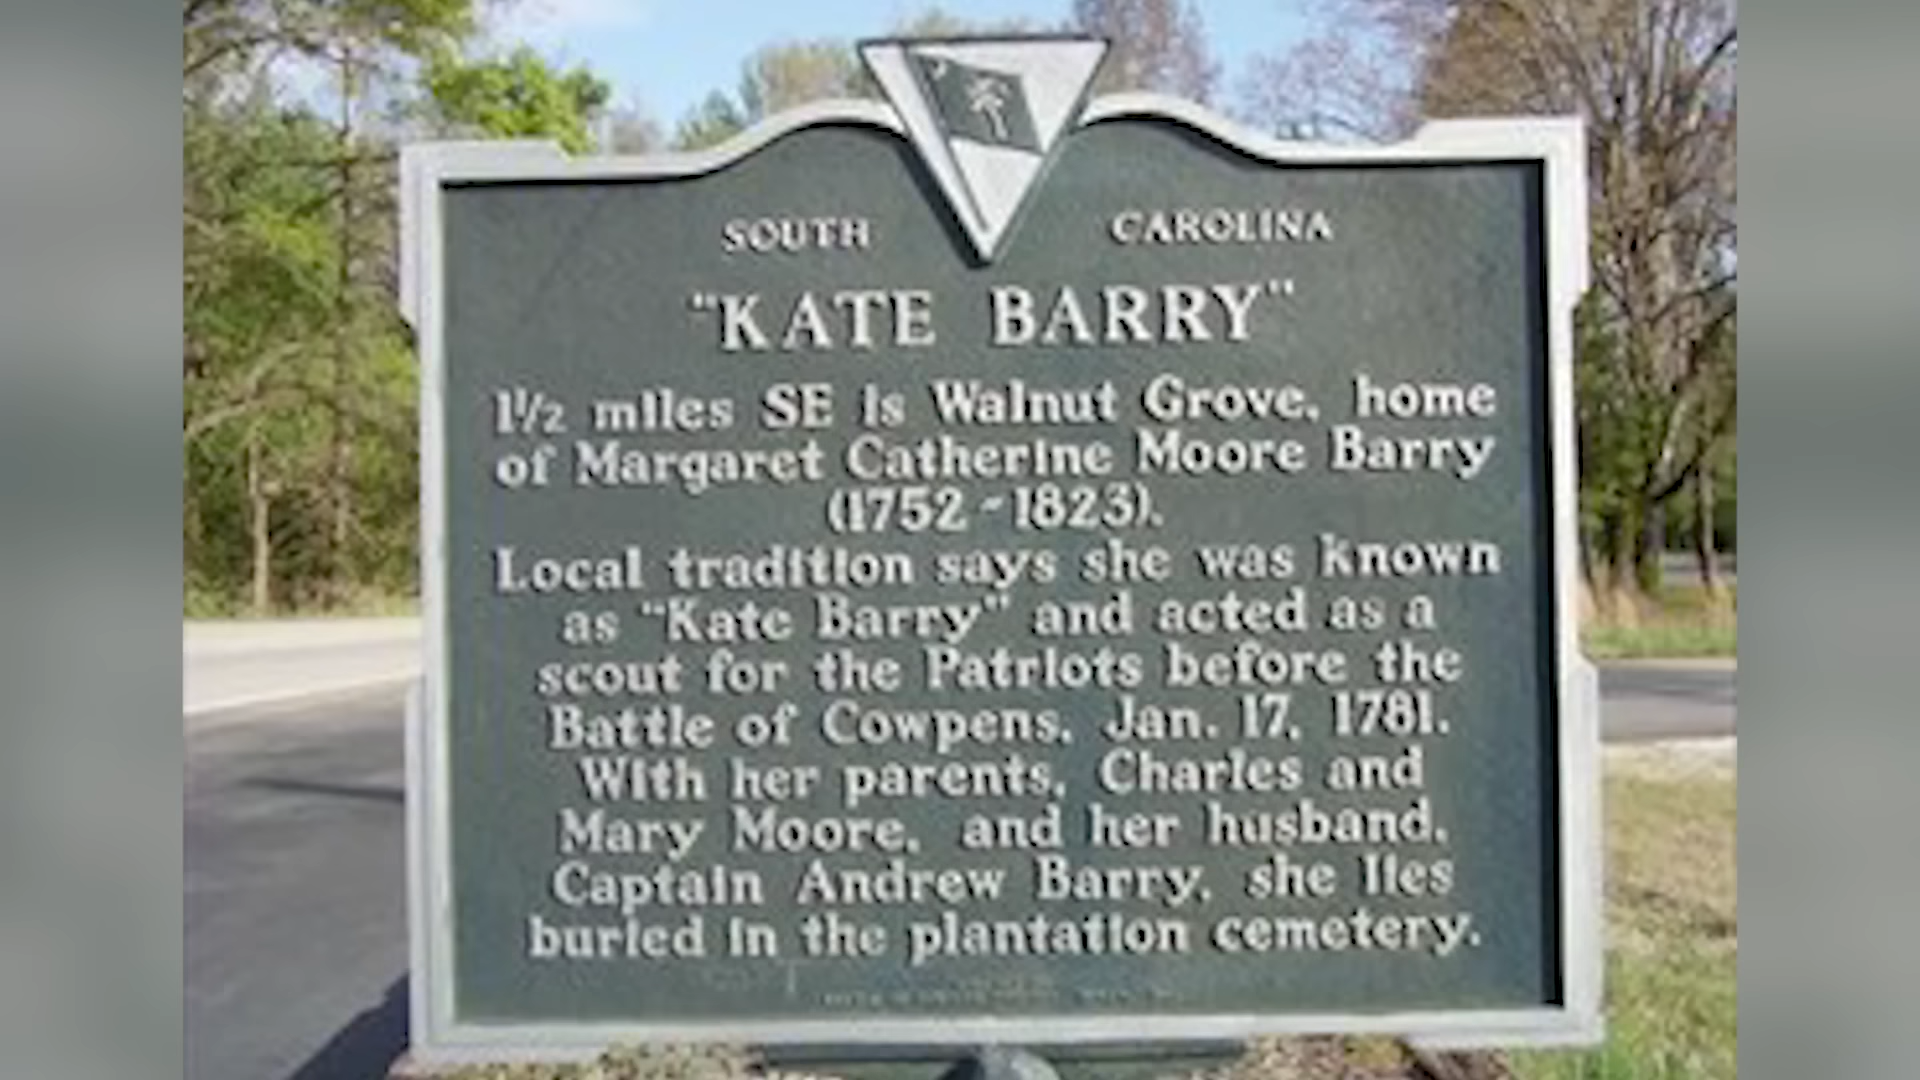 SOUTH CAROLINA
"KATE BARRY"
1½ miles SE is Walnut Grove, home
of Margaret Catherine Moore Barry
(1752-1823).
Local tradition says she was known
as "Kate Barry" and acted as a
scout for the Patriots before the
Battle of Cowpens, Jan. 17, 1781.
With her parents, Charles and
Mary Moore, and her husband,
Captain Andrew Barry, she lies
buried in the plantation cemetery.